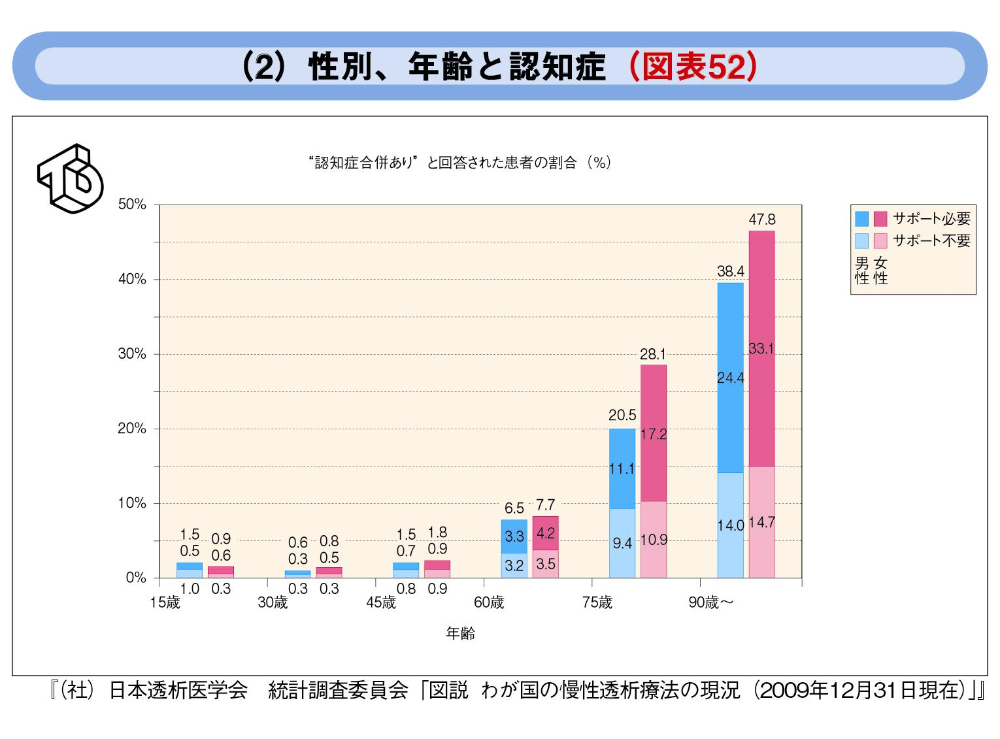 (2) 性別、年齢と認知症（図表52）
“認知症合併あり” と回答された患者の割合（％）
50%
40%
30%
20%
10%
0%
サポート必要
サポート不要
男性 女性
1.5 0.9 0.6 0.8 1.5 1.8 6.5 7.7 20.5 28.1 38.4 47.8
0.5 0.6 0.3 0.5 0.7 0.9 3.3 4.2 11.1 17.2 24.4 33.1
1.0 0.3 0.3 0.3 0.8 0.9 3.2 3.5 9.4 10.9 14.0 14.7
15歳 30歳 45歳 60歳 75歳 90歳〜
年齢
『（社） 日本透析医学会　統計調査委員会「図説 わが国の慢性透析療法の現況（2009年12月31日現在）」』